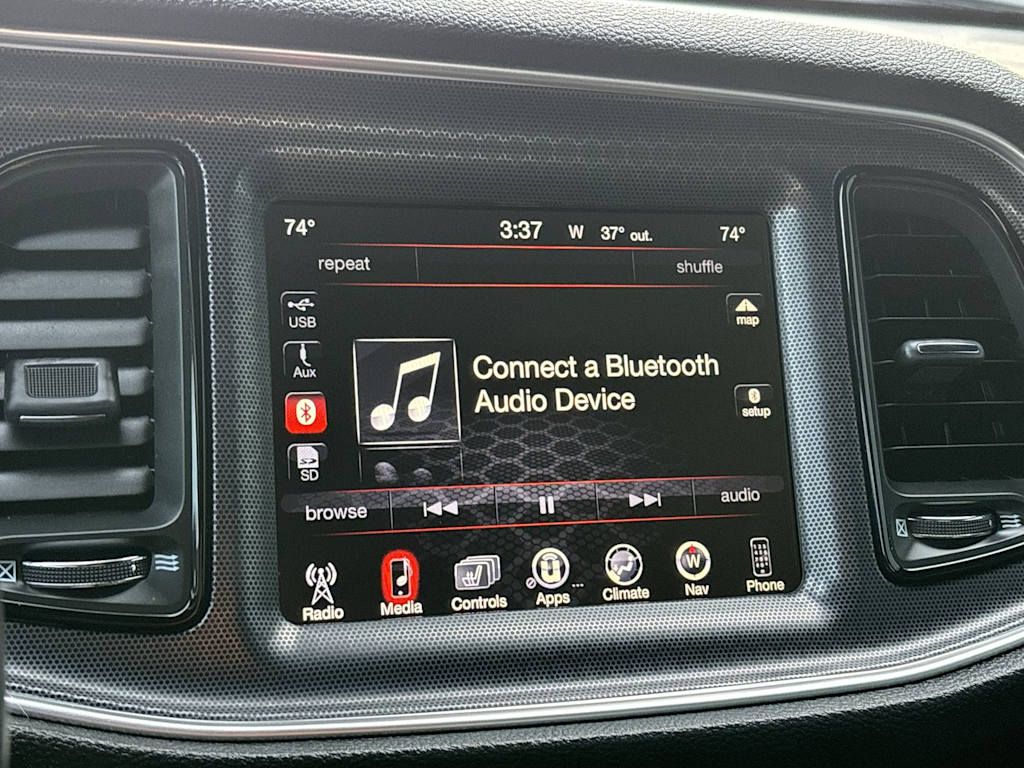 74° 3:37 W 37° out. 74°
repeat shuffle
USB
map
Aux
Connect a Bluetooth
Audio Device
setup
SD
browse audio
Radio Media Controls Apps ... Climate W Nav Phone